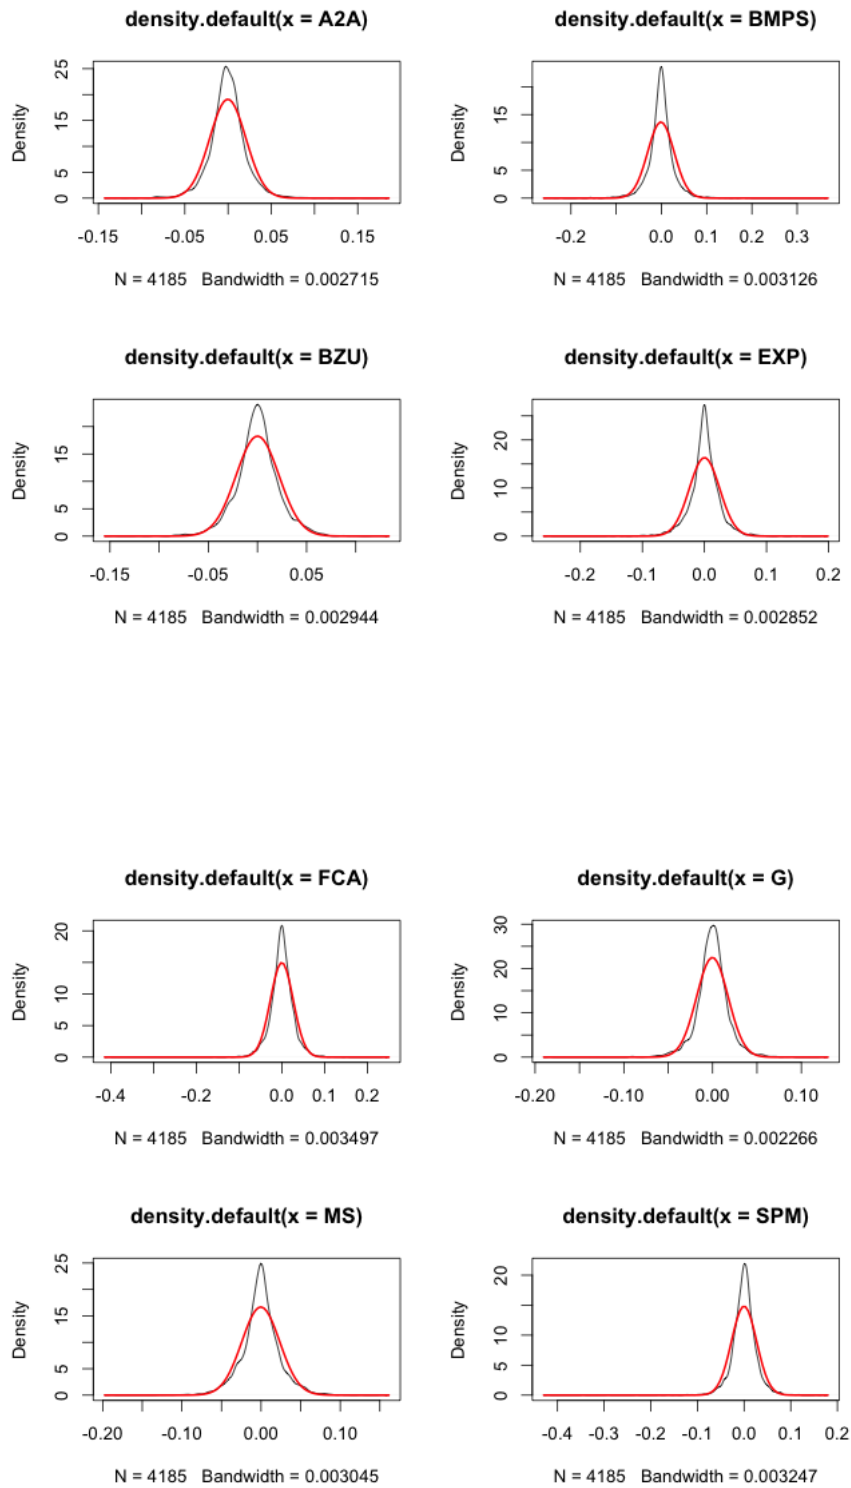 density.default(x = A2A)
Density
0 5 15 25
-0.15 -0.05 0.05 0.15
N = 4185 Bandwidth = 0.002715
density.default(x = BMPS)
Density
0 5 15
-0.2 0.0 0.1 0.2 0.3
N = 4185 Bandwidth = 0.003126
density.default(x = BZU)
Density
0 5 15
-0.15 -0.05 0.05
N = 4185 Bandwidth = 0.002944
density.default(x = EXP)
Density
0 10 20
-0.2 -0.1 0.0 0.1 0.2
N = 4185 Bandwidth = 0.002852
density.default(x = FCA)
Density
0 5 10 20
-0.4 -0.2 0.0 0.1 0.2
N = 4185 Bandwidth = 0.003497
density.default(x = G)
Density
0 10 20 30
-0.20 -0.10 0.00 0.10
N = 4185 Bandwidth = 0.002266
density.default(x = MS)
Density
0 5 15 25
-0.20 -0.10 0.00 0.10
N = 4185 Bandwidth = 0.003045
density.default(x = SPM)
Density
0 5 10 20
-0.4 -0.3 -0.2 -0.1 0.0 0.1 0.2
N = 4185 Bandwidth = 0.003247